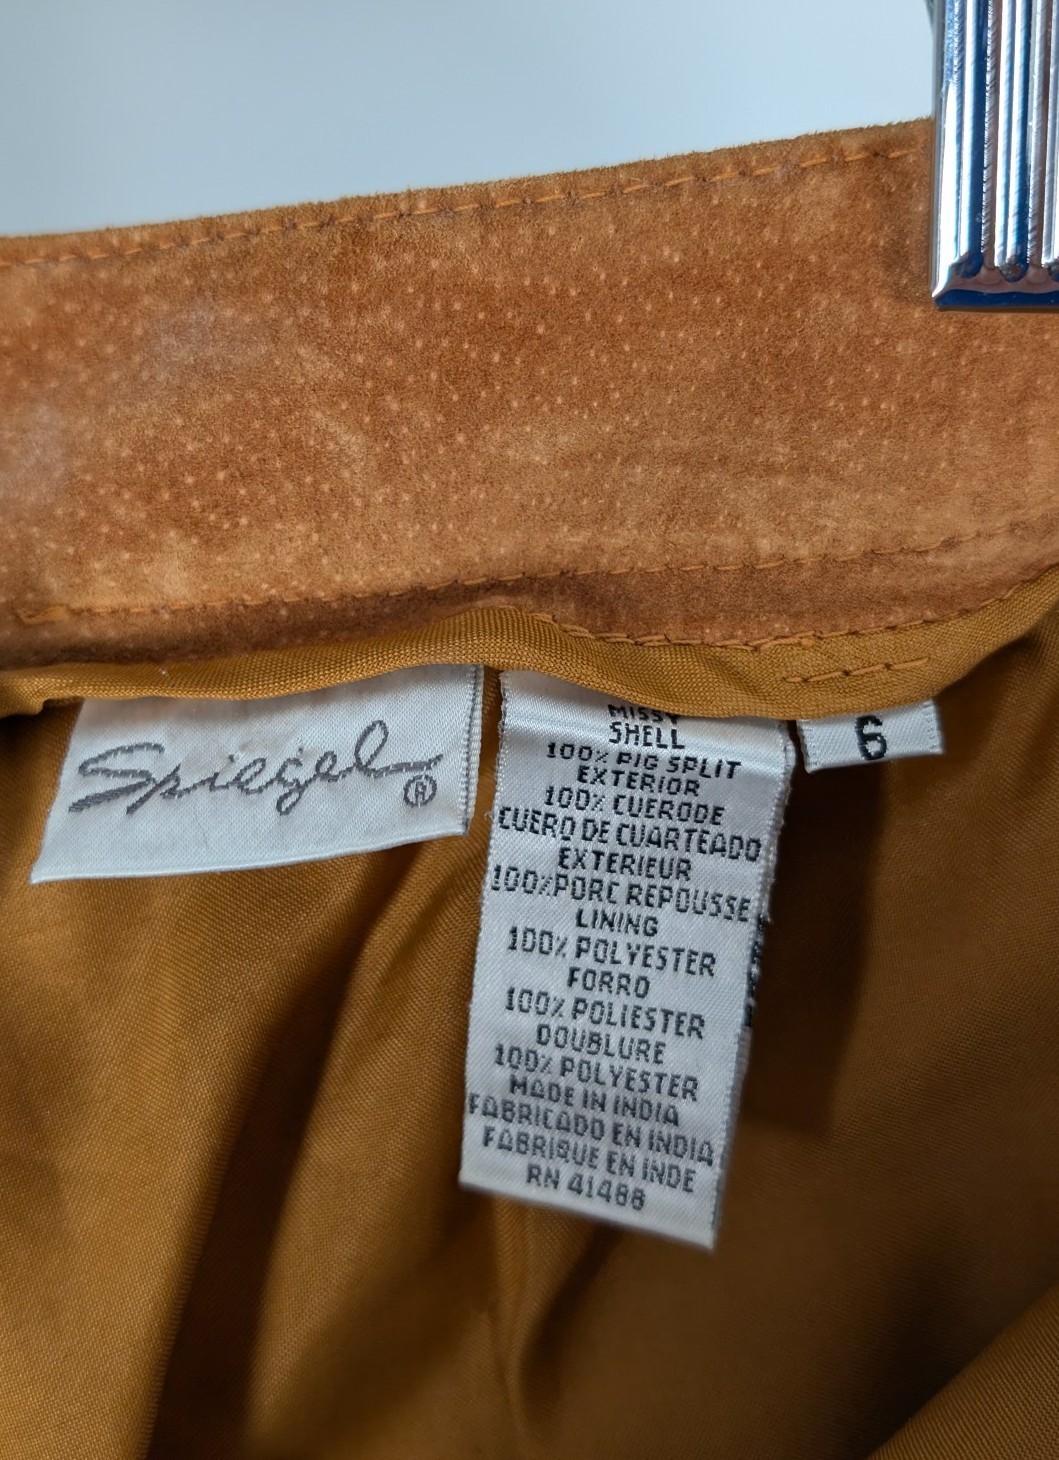 Spiegel®
MISSY
SHELL
100% PIG SPLIT
EXTERIOR
100% CUERODE
CUERO DE CUARTEADO
EXTERIEUR
100% PORC REPOUSSE
LINING
100% POLYESTER
FORRO
100% POLIESTER
DOUBLURE
100% POLYESTER
MADE IN INDIA
FABRICADO EN INDIA
FABRIQUE EN INDE
RN 41488
6